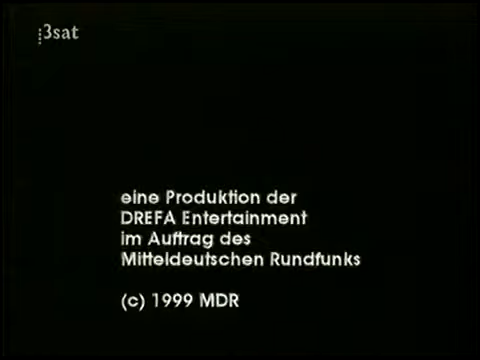 3sat
eine Produktion der
DREFA Entertainment
im Auftrag des
Mitteldeutschen Rundfunks
(c) 1999 MDR